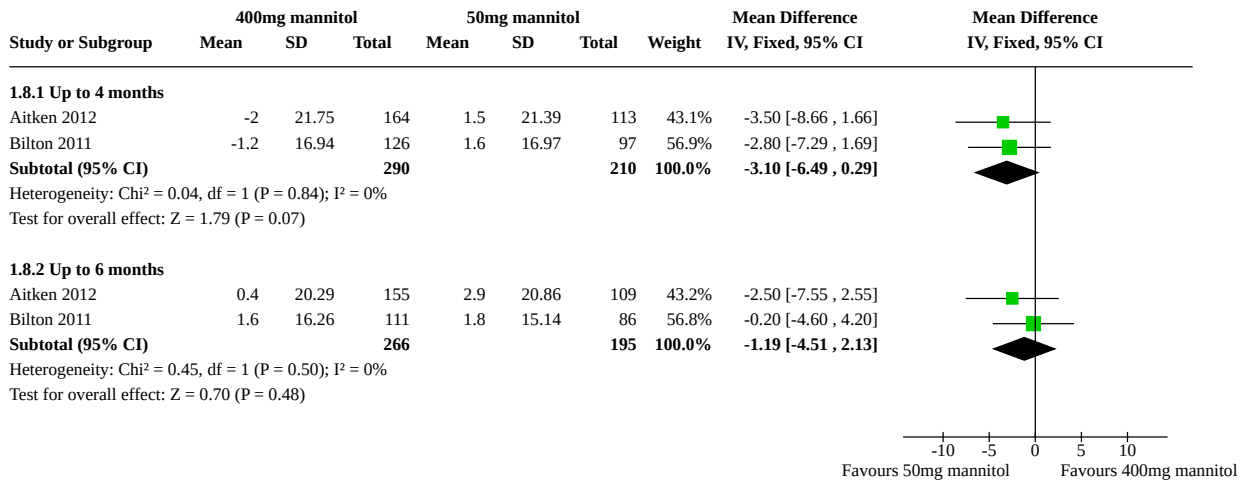 400mg mannitol 50mg mannitol Mean Difference Mean Difference
Study or Subgroup Mean SD Total Mean SD Total Weight IV, Fixed, 95% CI IV, Fixed, 95% CI
1.8.1 Up to 4 months
Aitken 2012 -2 21.75 164 1.5 21.39 113 43.1% -3.50 [-8.66 , 1.66]
Bilton 2011 -1.2 16.94 126 1.6 16.97 97 56.9% -2.80 [-7.29 , 1.69]
Subtotal (95% CI) 290 210 100.0% -3.10 [-6.49 , 0.29]
Heterogeneity: Chi² = 0.04, df = 1 (P = 0.84); I² = 0%
Test for overall effect: Z = 1.79 (P = 0.07)
1.8.2 Up to 6 months
Aitken 2012 0.4 20.29 155 2.9 20.86 109 43.2% -2.50 [-7.55 , 2.55]
Bilton 2011 1.6 16.26 111 1.8 15.14 86 56.8% -0.20 [-4.60 , 4.20]
Subtotal (95% CI) 266 195 100.0% -1.19 [-4.51 , 2.13]
Heterogeneity: Chi² = 0.45, df = 1 (P = 0.50); I² = 0%
Test for overall effect: Z = 0.70 (P = 0.48)
-10 -5 0 5 10
Favours 50mg mannitol Favours 400mg mannitol